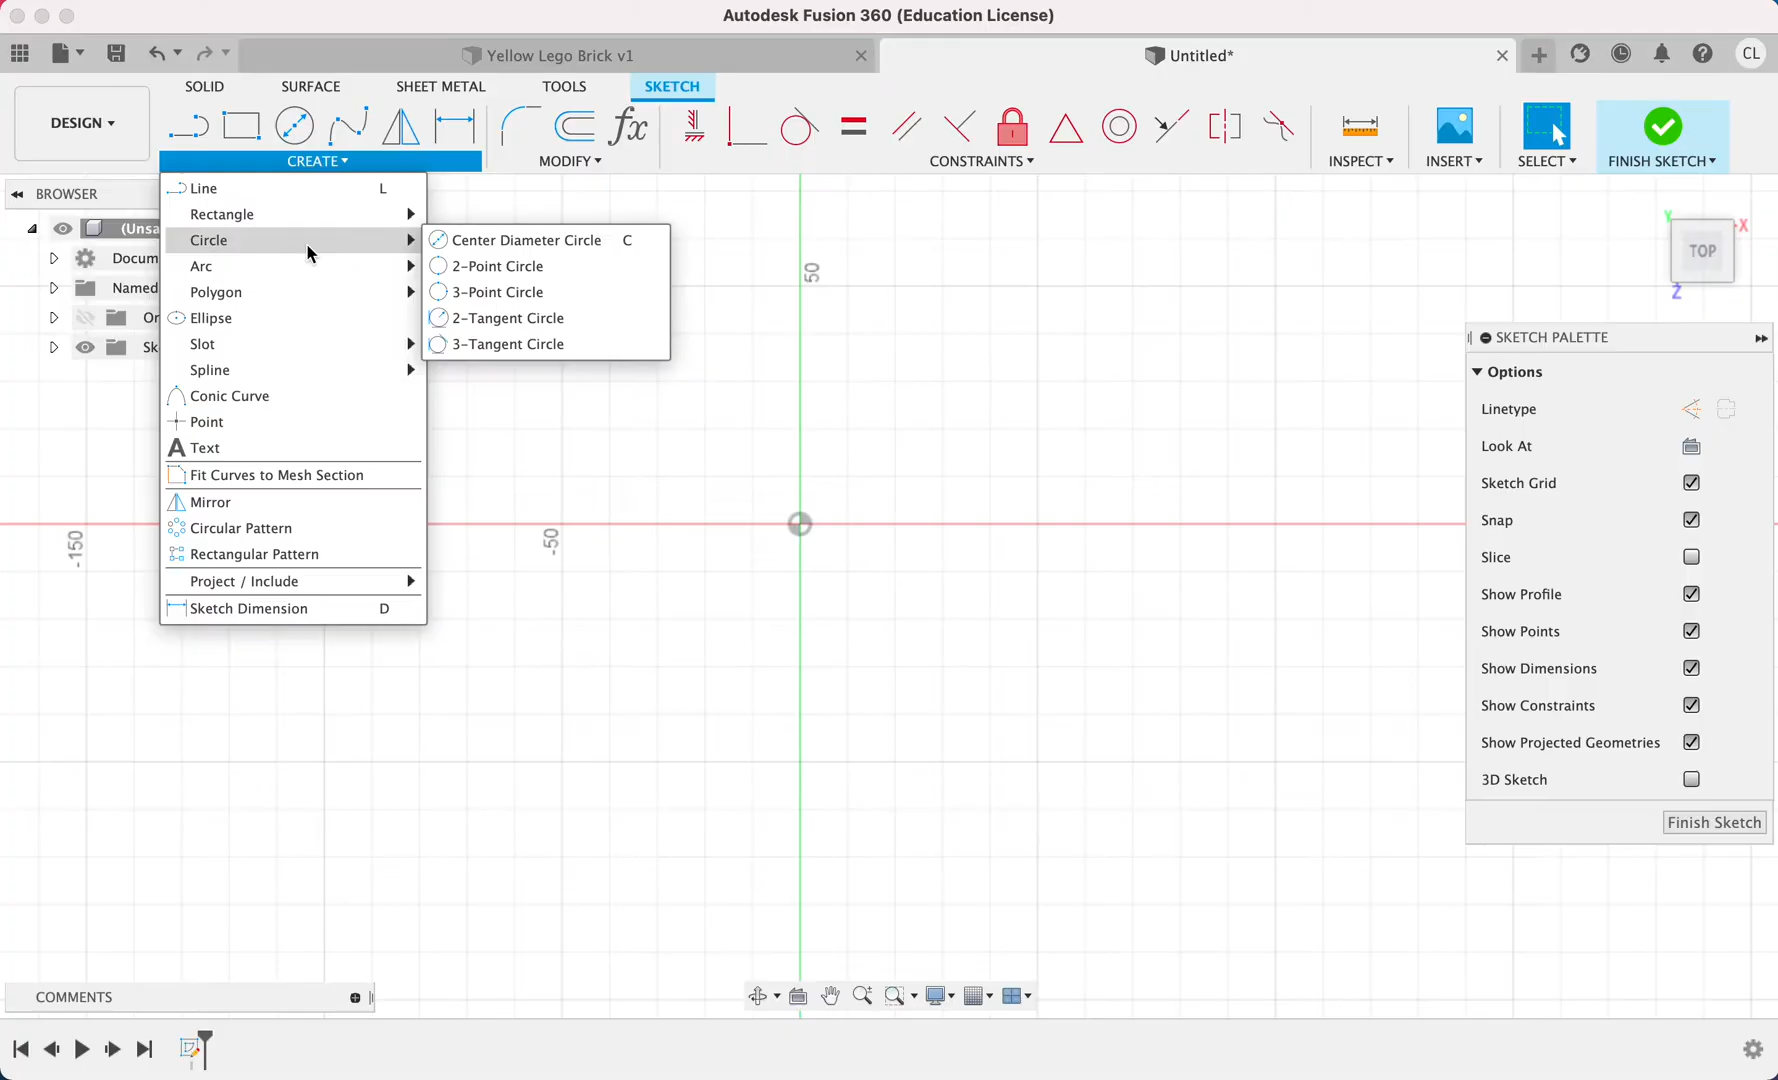 Autodesk Fusion 360 (Education License)
Yellow Lego Brick v1
Untitled*
CL
DESIGN
SOLID
SURFACE
SHEET METAL
TOOLS
SKETCH
CREATE
MODIFY
CONSTRAINTS
INSPECT
INSERT
SELECT
FINISH SKETCH
BROWSER
(Unsa
Docum
Named
Or
Sk
Line L
Rectangle
Circle
Arc
Polygon
Ellipse
Slot
Spline
Conic Curve
Point
Text
Fit Curves to Mesh Section
Mirror
Circular Pattern
Rectangular Pattern
Project / Include
Sketch Dimension D
Center Diameter Circle C
2-Point Circle
3-Point Circle
2-Tangent Circle
3-Tangent Circle
50
-150
-50
Y
X
TOP
Z
SKETCH PALETTE
Options
Linetype
Look At
Sketch Grid
Snap
Slice
Show Profile
Show Points
Show Dimensions
Show Constraints
Show Projected Geometries
3D Sketch
Finish Sketch
COMMENTS